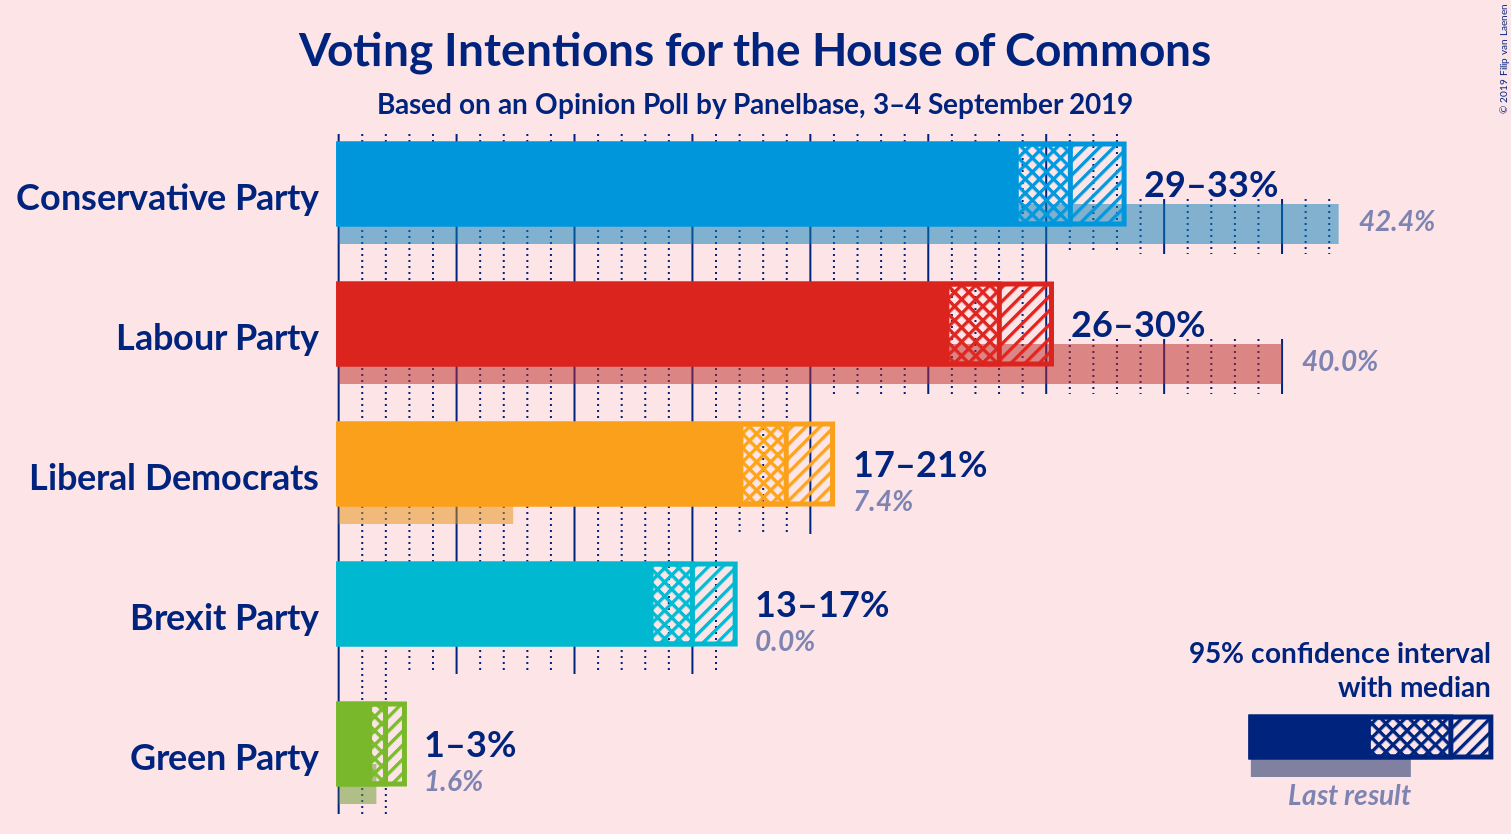 Voting Intentions for the House of Commons
Based on an Opinion Poll by Panelbase, 3–4 September 2019
© 2019 Filip van Laenen
Conservative Party
29–33%
42.4%
Labour Party
26–30%
40.0%
Liberal Democrats
17–21%
7.4%
Brexit Party
13–17%
0.0%
Green Party
1–3%
1.6%
95% confidence interval
with median
Last result